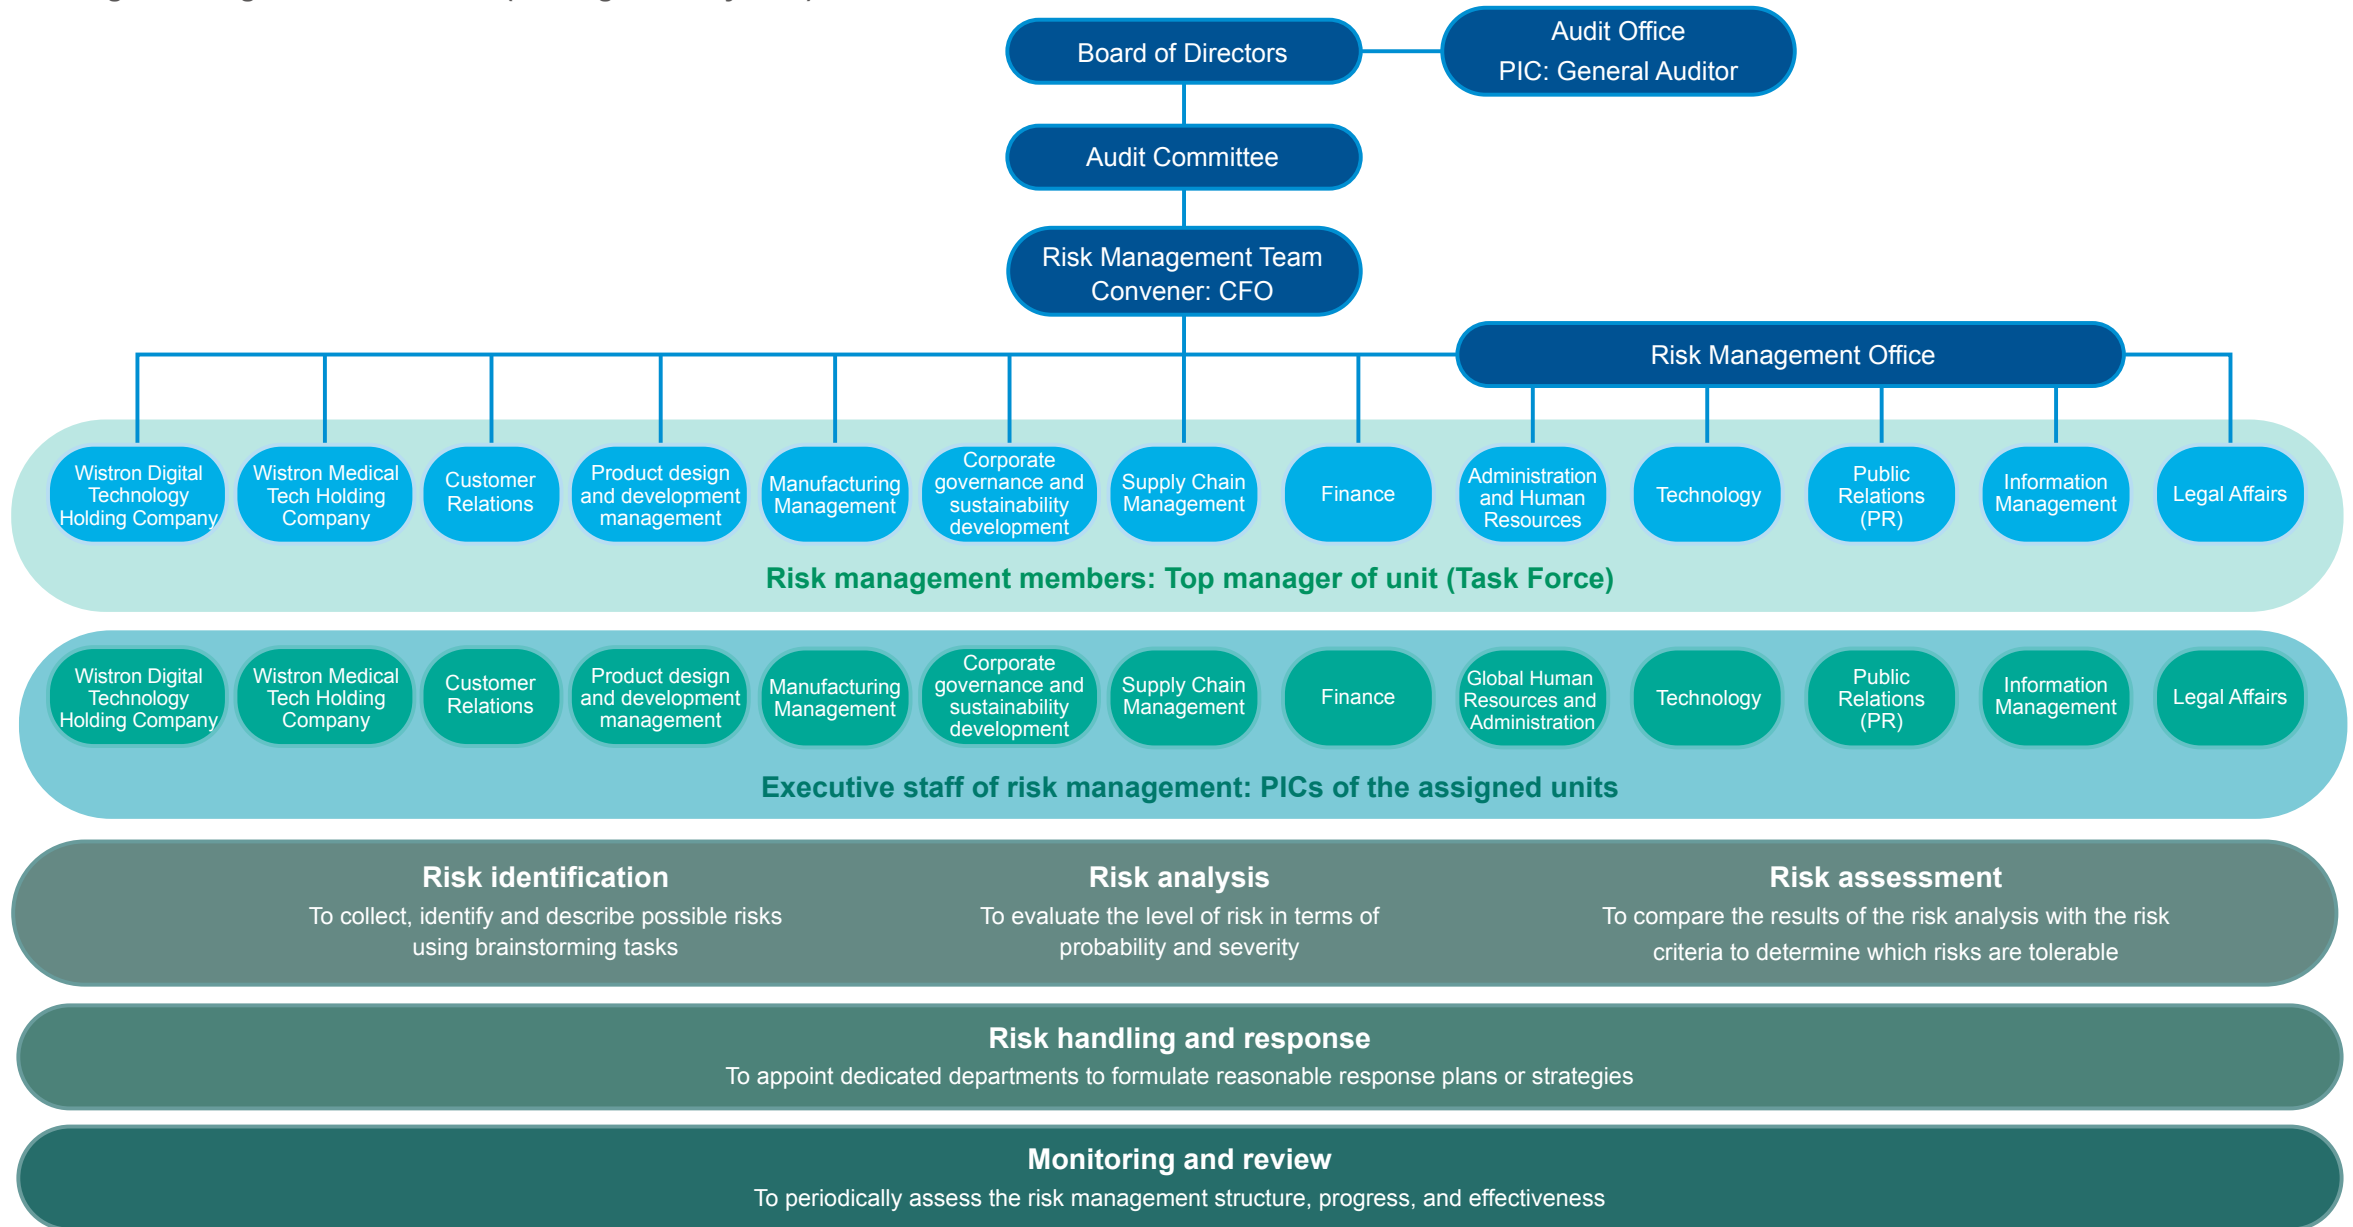 Board of Directors
Audit Office
PIC: General Auditor
Audit Committee
Risk Management Team
Convener: CFO
Risk Management Office
Wistron Digital
Technology
Holding Company
Wistron Medical
Tech Holding
Company
Customer
Relations
Product design
and development
management
Manufacturing
Management
Corporate
governance and
sustainability
development
Supply Chain
Management
Finance
Administration
and Human
Resources
Technology
Public
Relations
(PR)
Information
Management
Legal Affairs
Risk management members: Top manager of unit (Task Force)
Wistron Digital
Technology
Holding Company
Wistron Medical
Tech Holding
Company
Customer
Relations
Product design
and development
management
Manufacturing
Management
Corporate
governance and
sustainability
development
Supply Chain
Management
Finance
Global Human
Resources and
Administration
Technology
Public
Relations
(PR)
Information
Management
Legal Affairs
Executive staff of risk management: PICs of the assigned units
Risk identification
To collect, identify and describe possible risks
using brainstorming tasks
Risk analysis
To evaluate the level of risk in terms of
probability and severity
Risk assessment
To compare the results of the risk analysis with the risk
criteria to determine which risks are tolerable
Risk handling and response
To appoint dedicated departments to formulate reasonable response plans or strategies
Monitoring and review
To periodically assess the risk management structure, progress, and effectiveness